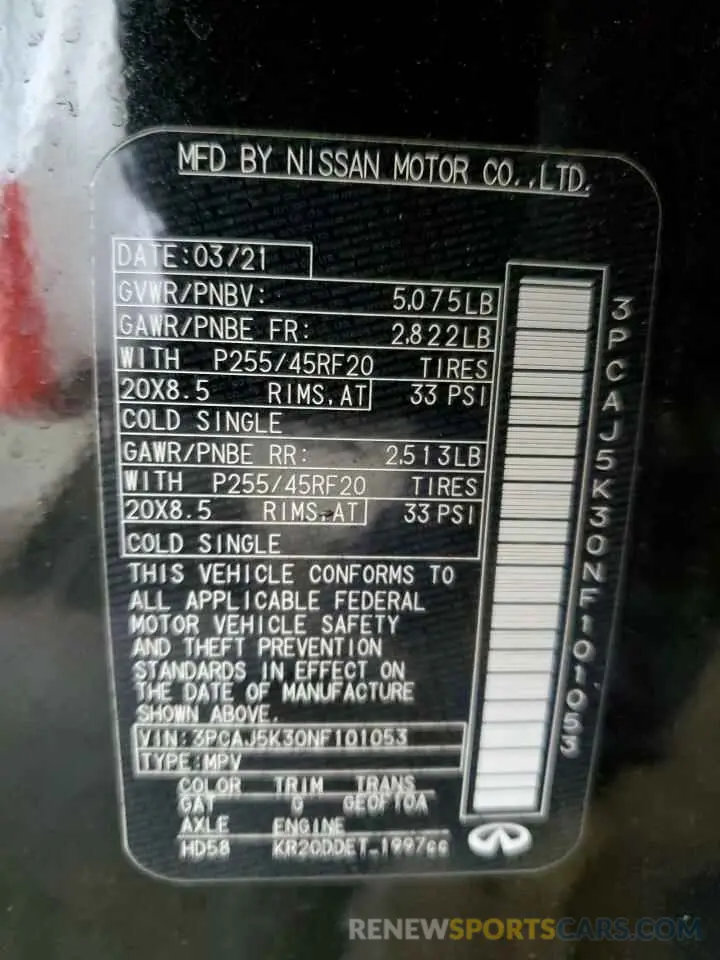 MFD BY NISSAN MOTOR CO.,LTD.
DATE:03/21
GVWR/PNBV: 5,075LB
GAWR/PNBE FR: 2,822LB
WITH P255/45RF20 TIRES
20X8.5 RIMS,AT 33 PSI
COLD SINGLE
GAWR/PNBE RR: 2,513LB
WITH P255/45RF20 TIRES
20X8.5 RIMS,AT 33 PSI
COLD SINGLE
THIS VEHICLE CONFORMS TO
ALL APPLICABLE FEDERAL
MOTOR VEHICLE SAFETY
AND THEFT PREVENTION
STANDARDS IN EFFECT ON
THE DATE OF MANUFACTURE
SHOWN ABOVE.
VIN:3PCAJ5K30NF101053
TYPE:MPV
COLOR TRIM TRANS
GAT G GEOF10A
AXLE ENGINE
HD58 KR20DDET-1997cc
3PCAJ5K30NF101053
RENEWSPORTSCARS.COM